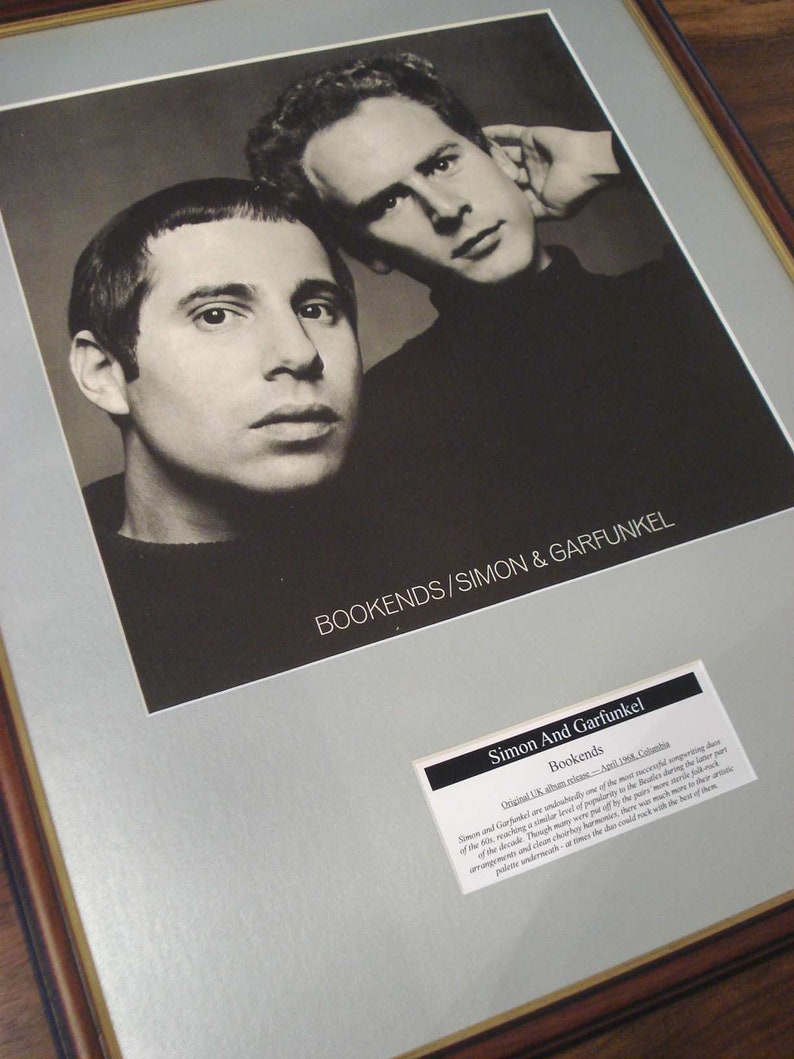 BOOKENDS/SIMON & GARFUNKEL
Simon And Garfunkel
Bookends
Original UK album release — April 1968, Columbia
Simon and Garfunkel are undoubtedly one of the most successful songwriting duos
of the 60s, reaching a similar level of popularity to the Beatles during the latter part
of the decade. Though many were put off by the pairs' more sterile folk-rock
arrangements and clean choirboy harmonies, there was much more to their artistic
palette underneath - at times the duo could rock with the best of them.